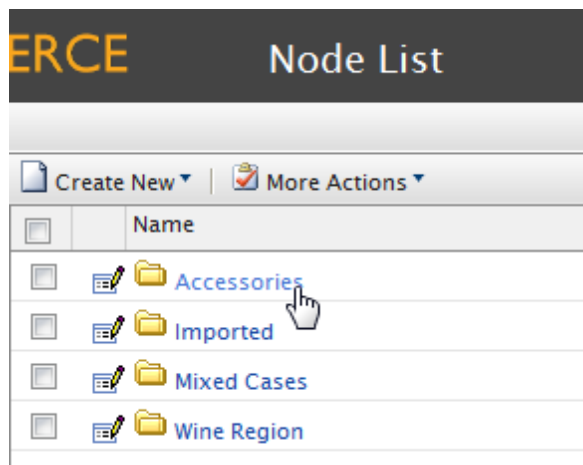 ERCE Node List
Create New More Actions
Name
Accessories
Imported
Mixed Cases
Wine Region